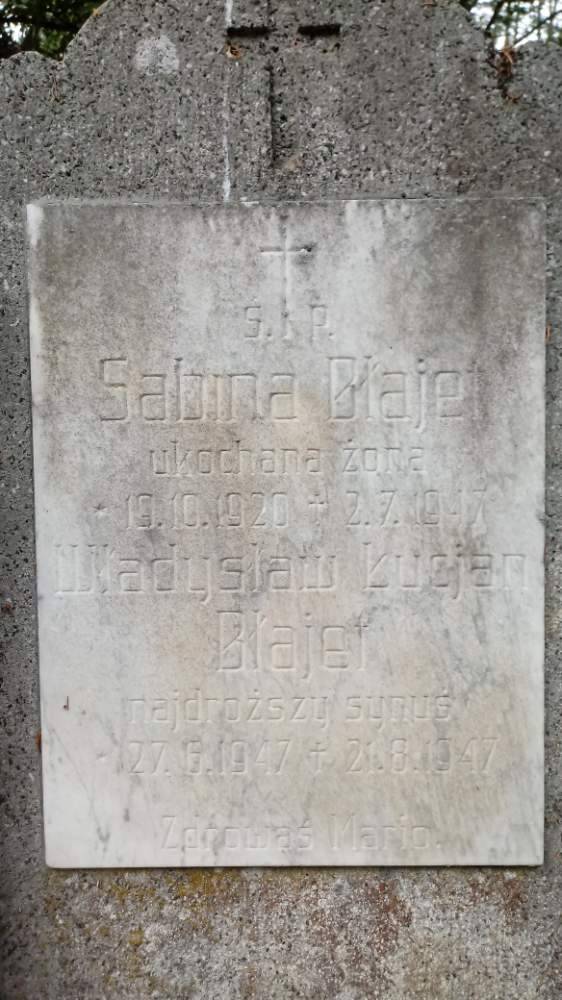 Ś. i P.
Sabina Błajet
ukochana żona
* 19.10.1920 † 2.7.1947
Władysław Łucjan
Błajet
najdroższy synuś
* 27.6.1947 † 21.8.1947
Zdrowaś Mario.